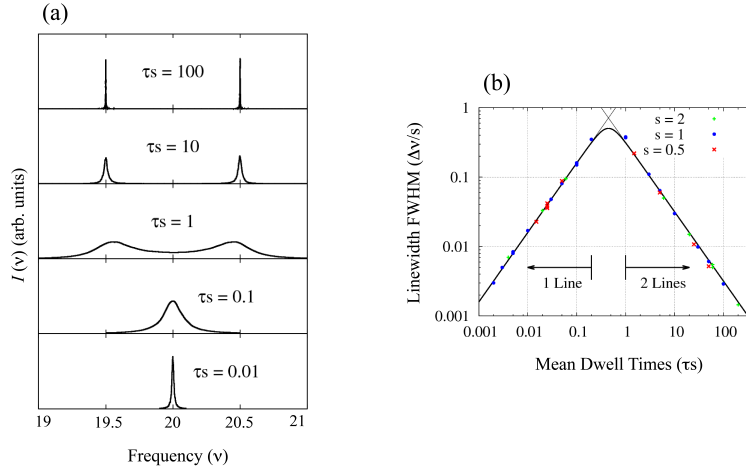 (a)
τs = 100
τs = 10
τs = 1
τs = 0.1
τs = 0.01
I (ν) (arb. units)
19 19.5 20 20.5 21
Frequency (ν)
(b)
s = 2
s = 1
s = 0.5
1
0.1
0.01
0.001
Linewidth FWHM (Δν/s)
1 Line
2 Lines
0.001 0.01 0.1 1 10 100
Mean Dwell Times (τs)